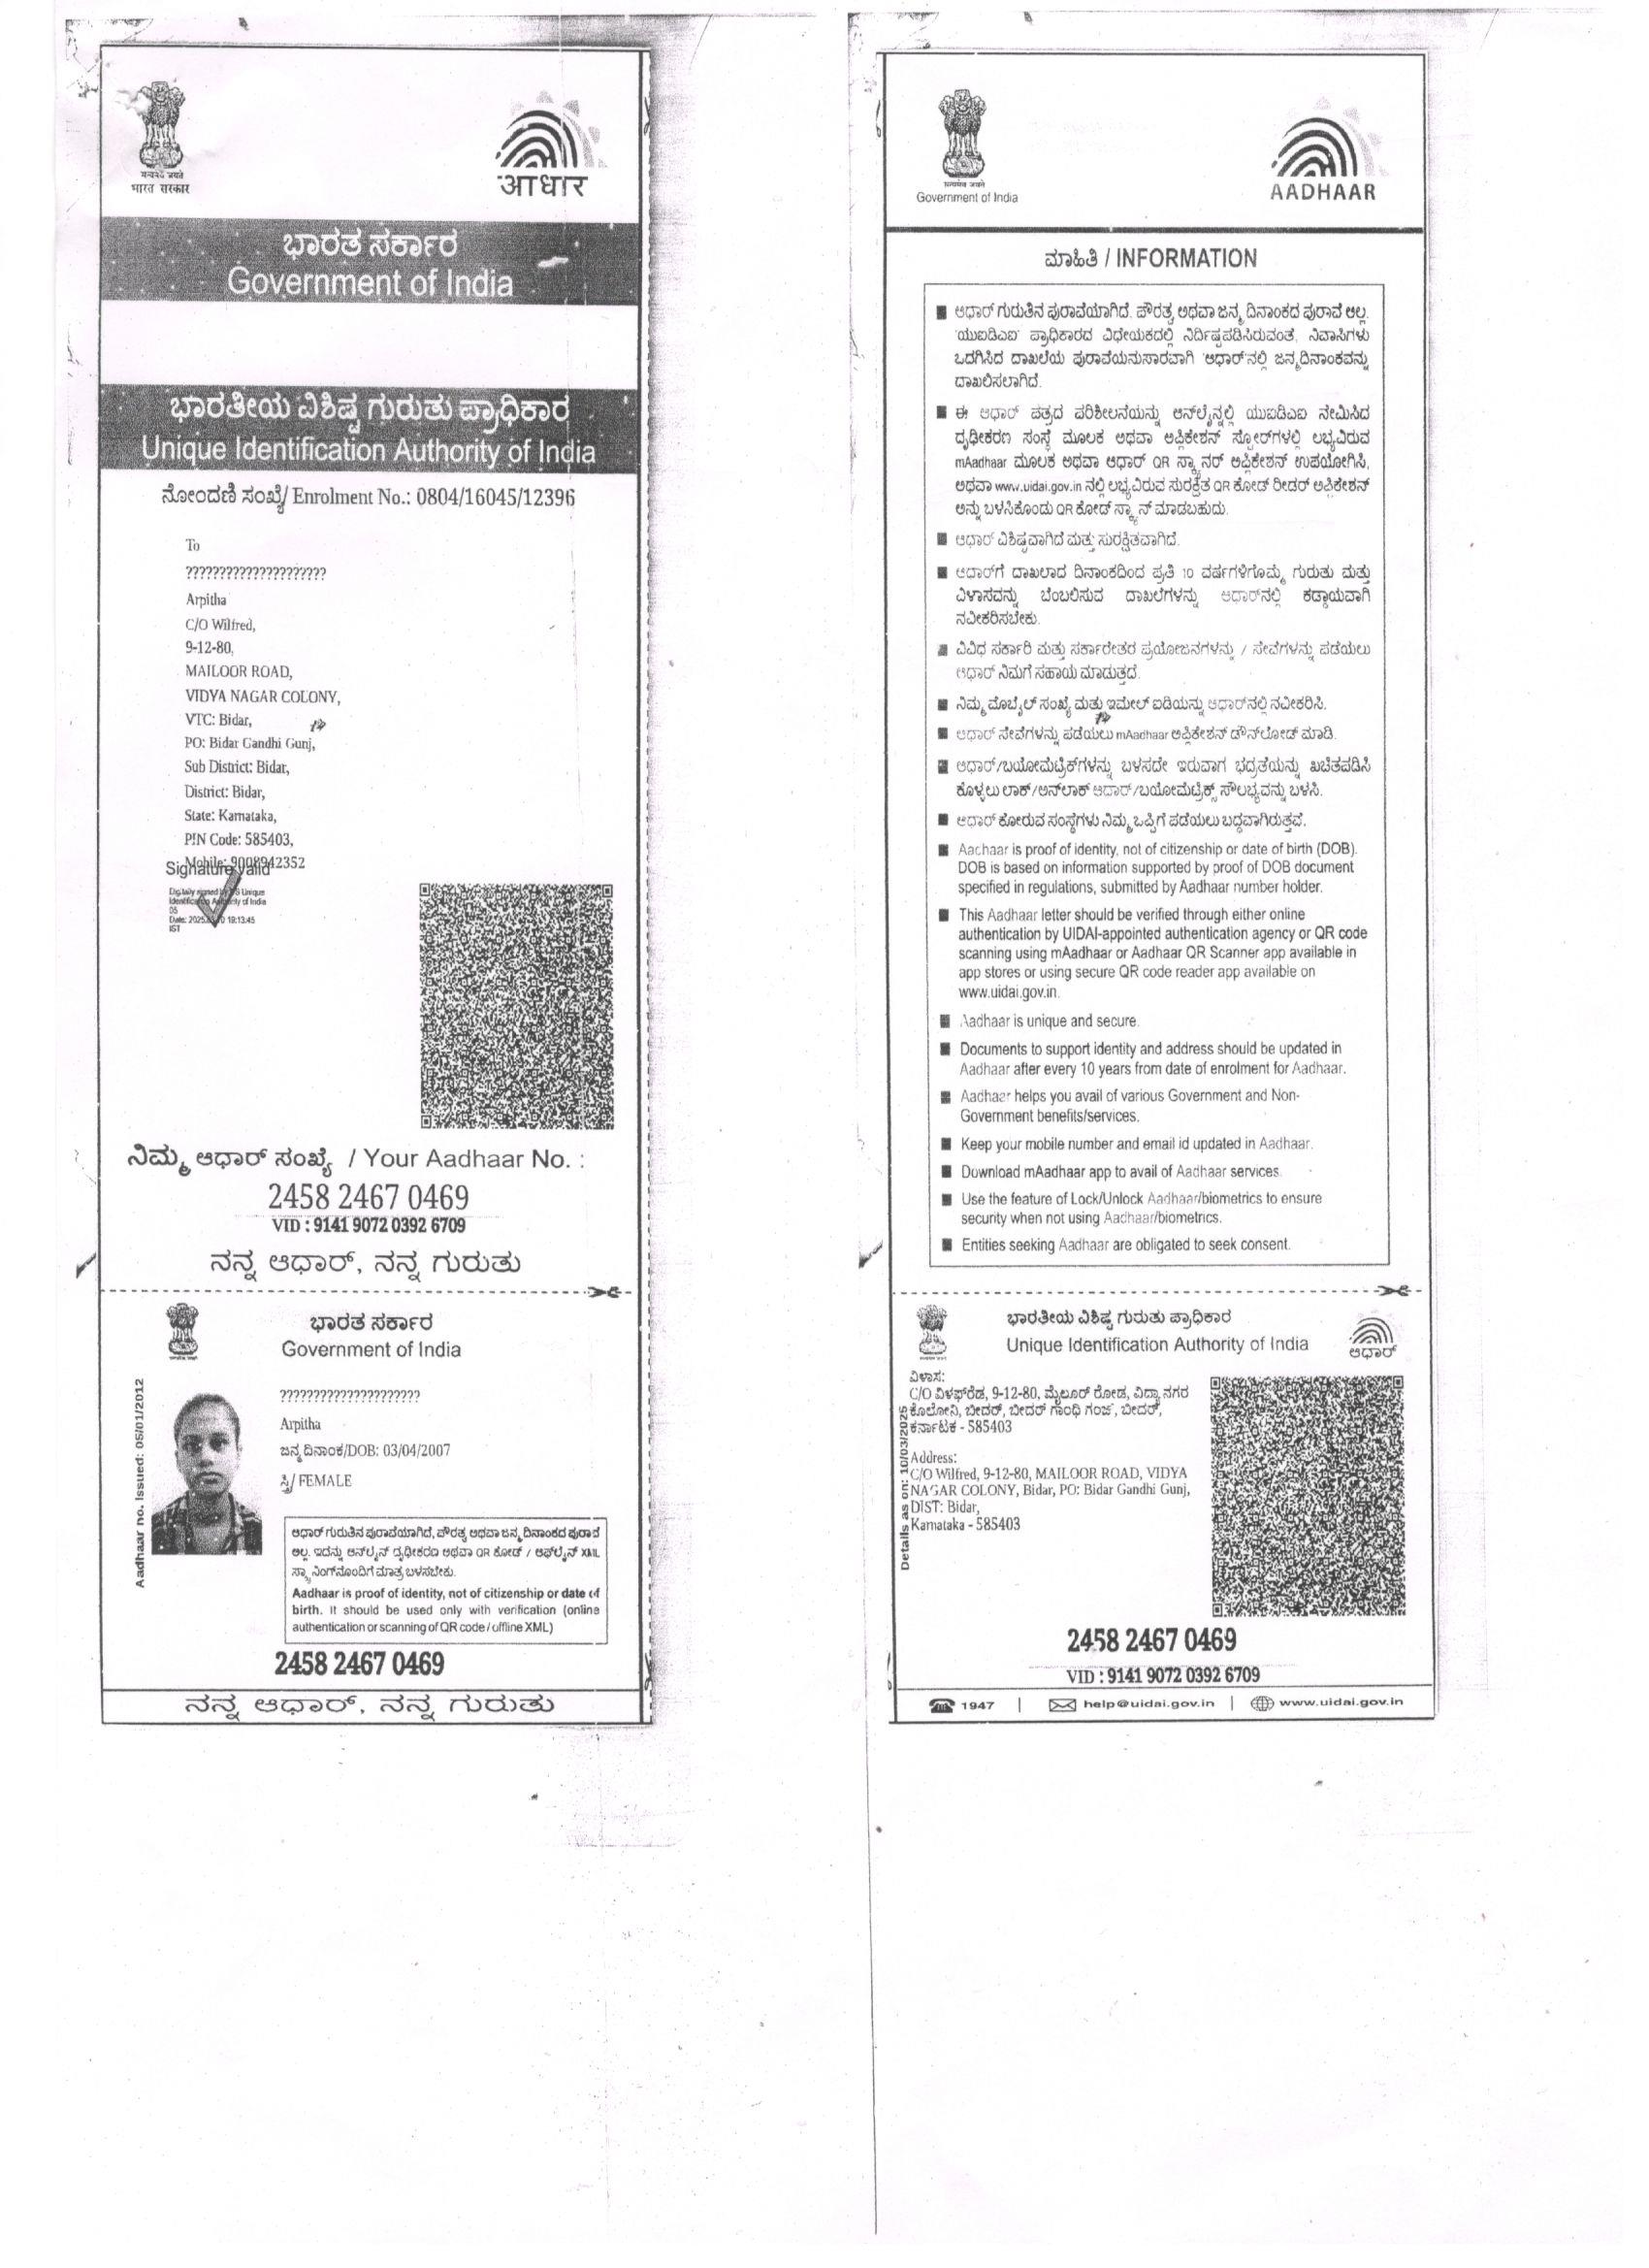 सत्यमेव जयते
भारत सरकार
आधार
ಭಾರತ ಸರ್ಕಾರ
Government of India
ಭಾರತೀಯ ವಿಶಿಷ್ಟ ಗುರುತು ಪ್ರಾಧಿಕಾರ
Unique Identification Authority of India
ನೋಂದಣಿ ಸಂಖ್ಯೆ/ Enrolment No.: 0804/16045/12396
To
?????????????????????
Arpitha
C/O Wilfred,
9-12-80,
MAILOOR ROAD,
VIDYA NAGAR COLONY,
VTC: Bidar,
PO: Bidar Gandhi Gunj,
Sub District: Bidar,
District: Bidar,
State: Karnataka,
PIN Code: 585403,
Mobile: 9008942352
Signature valid
Digitally signed by DS Unique
Identification Authority of India
05
19:13:45
IST
ನಿಮ್ಮ ಆಧಾರ್ ಸಂಖ್ಯೆ / Your Aadhaar No. :
2458 2467 0469
VID : 9141 9072 0392 6709
ನನ್ನ ಆಧಾರ್, ನನ್ನ ಗುರುತು
ಭಾರತ ಸರ್ಕಾರ
Government of India
Aadhaar no. Issued: 05/01/2012
?????????????????????
Arpitha
ಜನ್ಮ ದಿನಾಂಕ/DOB: 03/04/2007
ಸ್ತ್ರೀ/ FEMALE
ಆಧಾರ್ ಗುರುತಿನ ಪುರಾವೆಯಾಗಿದೆ, ಪೌರತ್ವ ಅಥವಾ ಜನ್ಮ ದಿನಾಂಕದ ಪುರಾವೆ
ಅಲ್ಲ. ಇದನ್ನು ಆನ್‌ಲೈನ್ ದೃಢೀಕರಣ ಅಥವಾ QR ಕೋಡ್ / ಆಫ್‌ಲೈನ್ XML
ಸ್ಕ್ಯಾನಿಂಗ್‌ನೊಂದಿಗೆ ಮಾತ್ರ ಬಳಸಬೇಕು.
Aadhaar is proof of identity, not of citizenship or date of
birth. It should be used only with verification (online
authentication or scanning of QR code / offline XML)
2458 2467 0469
ನನ್ನ ಆಧಾರ್, ನನ್ನ ಗುರುತು
सत्यमेव जयते
Government of India
AADHAAR
ಮಾಹಿತಿ / INFORMATION
ಆಧಾರ್ ಗುರುತಿನ ಪುರಾವೆಯಾಗಿದೆ. ಪೌರತ್ವ ಅಥವಾ ಜನ್ಮ ದಿನಾಂಕದ ಪುರಾವೆ ಅಲ್ಲ.
'ಯುಐಡಿಎಐ' ಪ್ರಾಧಿಕಾರದ ವಿಧೇಯಕದಲ್ಲಿ ನಿರ್ದಿಷ್ಟಪಡಿಸಿರುವಂತೆ, ನಿವಾಸಿಗಳು
ಒದಗಿಸಿದ ದಾಖಲೆಯ ಪುರಾವೆಯನುಸಾರವಾಗಿ 'ಆಧಾರ್'ನಲ್ಲಿ ಜನ್ಮದಿನಾಂಕವನ್ನು
ದಾಖಲಿಸಲಾಗಿದೆ.
ಈ ಆಧಾರ್ ಪತ್ರದ ಪರಿಶೀಲನೆಯನ್ನು ಆನ್‌ಲೈನ್ನಲ್ಲಿ ಯುಐಡಿಎಐ ನೇಮಿಸಿದ
ದೃಢೀಕರಣ ಸಂಸ್ಥೆ ಮೂಲಕ ಅಥವಾ ಅಪ್ಲಿಕೇಶನ್ ಸ್ಟೋರ್‌ಗಳಲ್ಲಿ ಲಭ್ಯವಿರುವ
mAadhaar ಮೂಲಕ ಅಥವಾ ಆಧಾರ್ QR ಸ್ಕ್ಯಾನರ್ ಅಪ್ಲಿಕೇಶನ್ ಉಪಯೋಗಿಸಿ,
ಅಥವಾ www.uidai.gov.in ನಲ್ಲಿ ಲಭ್ಯವಿರುವ ಸುರಕ್ಷಿತ QR ಕೋಡ್ ರೀಡರ್ ಅಪ್ಲಿಕೇಶನ್
ಅನ್ನು ಬಳಸಿಕೊಂಡು QR ಕೋಡ್ ಸ್ಕ್ಯಾನ್ ಮಾಡಬಹುದು.
ಆಧಾರ್ ವಿಶಿಷ್ಟವಾಗಿದೆ ಮತ್ತು ಸುರಕ್ಷಿತವಾಗಿದೆ.
ಆಧಾರ್‌ಗೆ ದಾಖಲಾದ ದಿನಾಂಕದಿಂದ ಪ್ರತಿ 10 ವರ್ಷಗಳಿಗೊಮ್ಮೆ ಗುರುತು ಮತ್ತು
ವಿಳಾಸವನ್ನು ಬೆಂಬಲಿಸುವ ದಾಖಲೆಗಳನ್ನು ಆಧಾರ್‌ನಲ್ಲಿ ಕಡ್ಡಾಯವಾಗಿ
ನವೀಕರಿಸಬೇಕು.
ವಿವಿಧ ಸರ್ಕಾರಿ ಮತ್ತು ಸರ್ಕಾರೇತರ ಪ್ರಯೋಜನಗಳನ್ನು / ಸೇವೆಗಳನ್ನು ಪಡೆಯಲು
ಆಧಾರ್ ನಿಮಗೆ ಸಹಾಯ ಮಾಡುತ್ತದೆ.
ನಿಮ್ಮ ಮೊಬೈಲ್ ಸಂಖ್ಯೆ ಮತ್ತು ಇಮೇಲ್ ಐಡಿಯನ್ನು ಆಧಾರ್‌ನಲ್ಲಿ ನವೀಕರಿಸಿ.
ಆಧಾರ್ ಸೇವೆಗಳನ್ನು ಪಡೆಯಲು mAadhaar ಅಪ್ಲಿಕೇಶನ್ ಡೌನ್‌ಲೋಡ್ ಮಾಡಿ.
ಆಧಾರ್/ಬಯೋಮೆಟ್ರಿಕ್‌ಗಳನ್ನು ಬಳಸದೇ ಇರುವಾಗ ಭದ್ರತೆಯನ್ನು ಖಚಿತಪಡಿಸಿ
ಕೊಳ್ಳಲು ಲಾಕ್/ಅನ್‌ಲಾಕ್ ಆಧಾರ್/ಬಯೋಮೆಟ್ರಿಕ್ಸ್ ಸೌಲಭ್ಯವನ್ನು ಬಳಸಿ.
ಆಧಾರ್ ಕೋರುವ ಸಂಸ್ಥೆಗಳು ನಿಮ್ಮ ಒಪ್ಪಿಗೆ ಪಡೆಯಲು ಬದ್ಧವಾಗಿರುತ್ತವೆ.
Aadhaar is proof of identity, not of citizenship or date of birth (DOB).
DOB is based on information supported by proof of DOB document
specified in regulations, submitted by Aadhaar number holder.
This Aadhaar letter should be verified through either online
authentication by UIDAI-appointed authentication agency or QR code
scanning using mAadhaar or Aadhaar QR Scanner app available in
app stores or using secure QR code reader app available on
www.uidai.gov.in.
Aadhaar is unique and secure.
Documents to support identity and address should be updated in
Aadhaar after every 10 years from date of enrolment for Aadhaar.
Aadhaar helps you avail of various Government and Non-
Government benefits/services.
Keep your mobile number and email id updated in Aadhaar.
Download mAadhaar app to avail of Aadhaar services.
Use the feature of Lock/Unlock Aadhaar/biometrics to ensure
security when not using Aadhaar/biometrics.
Entities seeking Aadhaar are obligated to seek consent.
ಭಾರತೀಯ ವಿಶಿಷ್ಟ ಗುರುತು ಪ್ರಾಧಿಕಾರ
Unique Identification Authority of India
ಆಧಾರ್
Details as on: 10/03/2025
ವಿಳಾಸ:
C/O ವಿಳಫ್‌ರೆಡ, 9-12-80, ಮೈಲೂರ್ ರೋಡ, ವಿದ್ಯಾ ನಗರ
ಕೊಲೋನಿ, ಬೀದರ್, ಬೀದರ್ ಗಾಂಧಿ ಗಂಜ್, ಬೀದರ್,
ಕರ್ನಾಟಕ - 585403
Address:
C/O Wilfred, 9-12-80, MAILOOR ROAD, VIDYA
NAGAR COLONY, Bidar, PO: Bidar Gandhi Gunj,
DIST: Bidar,
Karnataka - 585403
2458 2467 0469
VID : 9141 9072 0392 6709
1947 | help@uidai.gov.in | www.uidai.gov.in